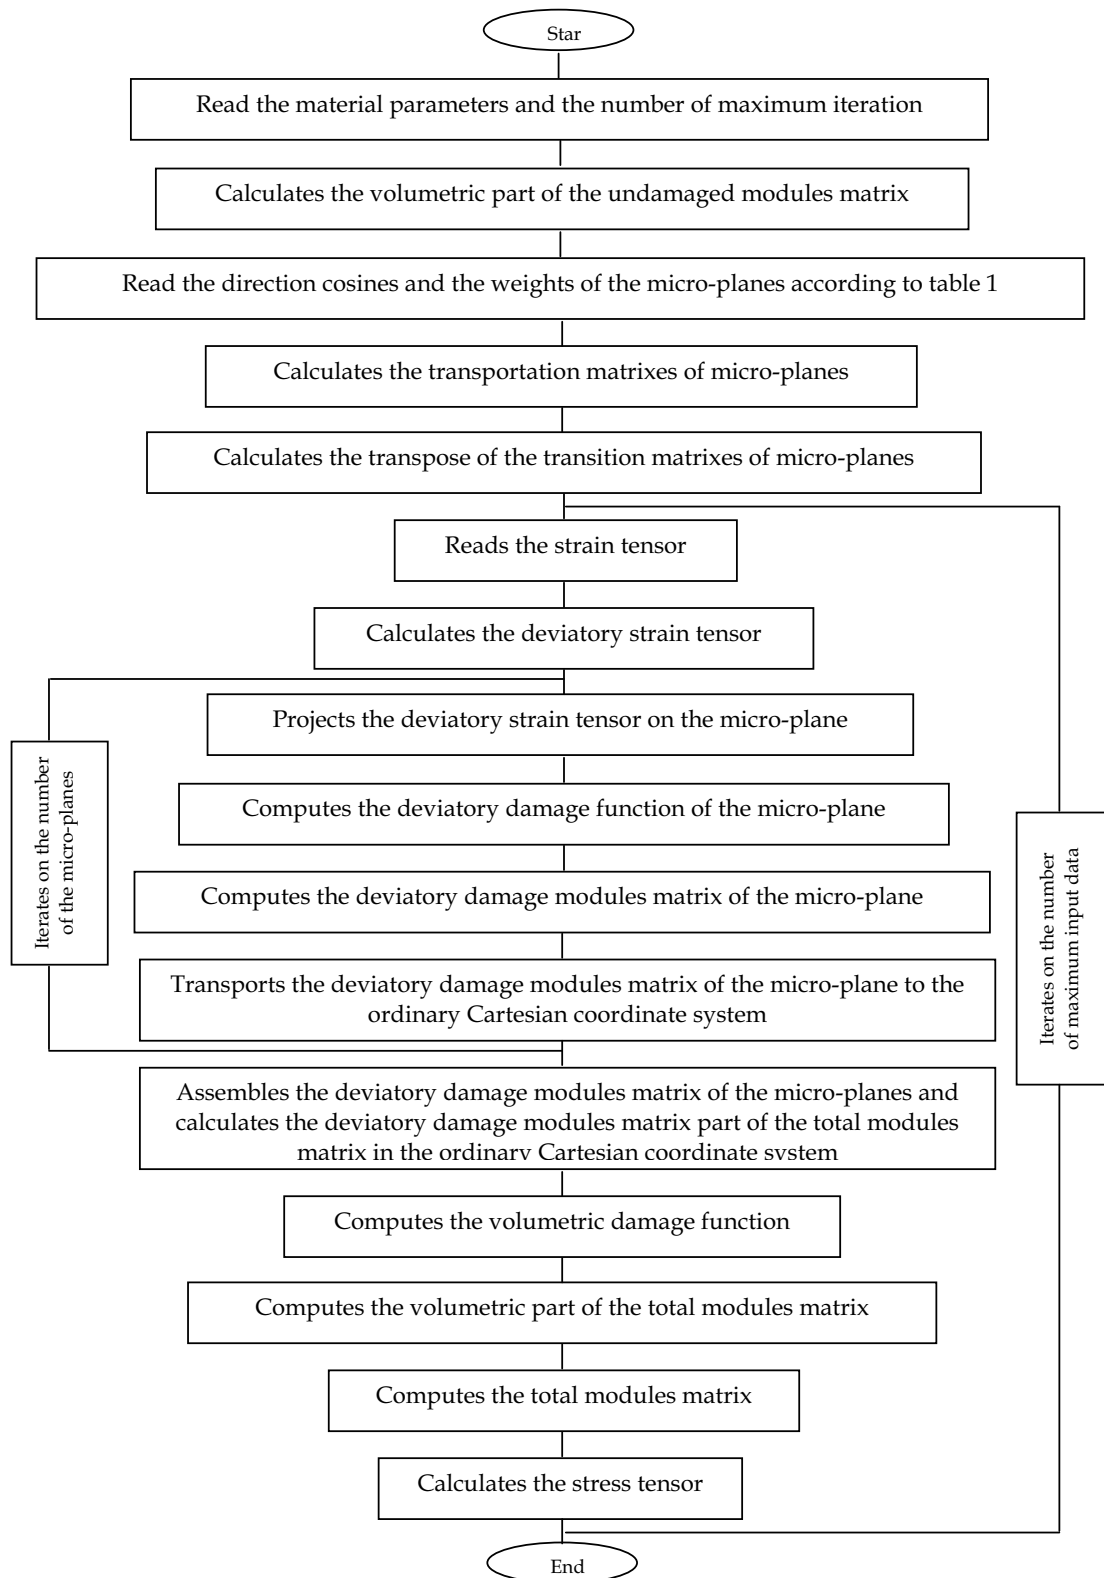 Star
Read the material parameters and the number of maximum iteration
Calculates the volumetric part of the undamaged modules matrix
Read the direction cosines and the weights of the micro-planes according to table 1
Calculates the transportation matrixes of micro-planes
Calculates the transpose of the transition matrixes of micro-planes
Reads the strain tensor
Calculates the deviatory strain tensor
Projects the deviatory strain tensor on the micro-plane
Iterates on the number
of the micro-planes
Computes the deviatory damage function of the micro-plane
Computes the deviatory damage modules matrix of the micro-plane
Transports the deviatory damage modules matrix of the micro-plane to the
ordinary Cartesian coordinate system
Iterates on the number
of maximum input data
Assembles the deviatory damage modules matrix of the micro-planes and
calculates the deviatory damage modules matrix part of the total modules
matrix in the ordinary Cartesian coordinate system
Computes the volumetric damage function
Computes the volumetric part of the total modules matrix
Computes the total modules matrix
Calculates the stress tensor
End